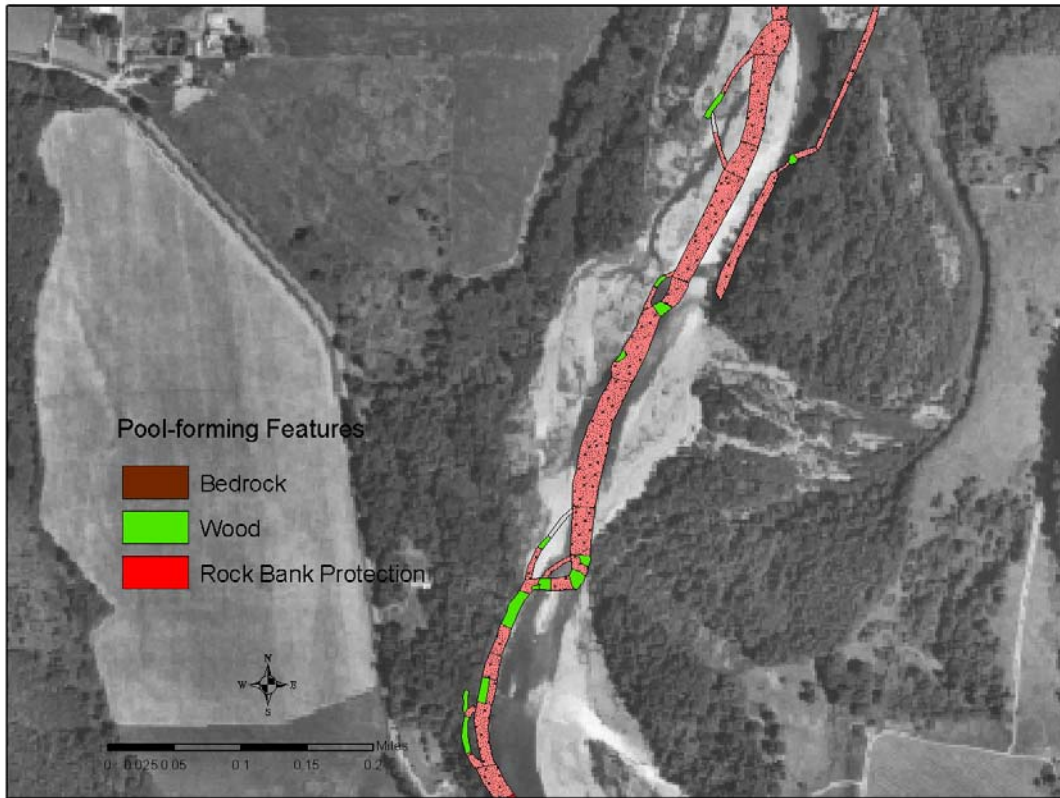 Pool-forming Features
Bedrock
Wood
Rock Bank Protection
N
W E
S
Miles
0 0.025 0.05 0.1 0.15 0.2